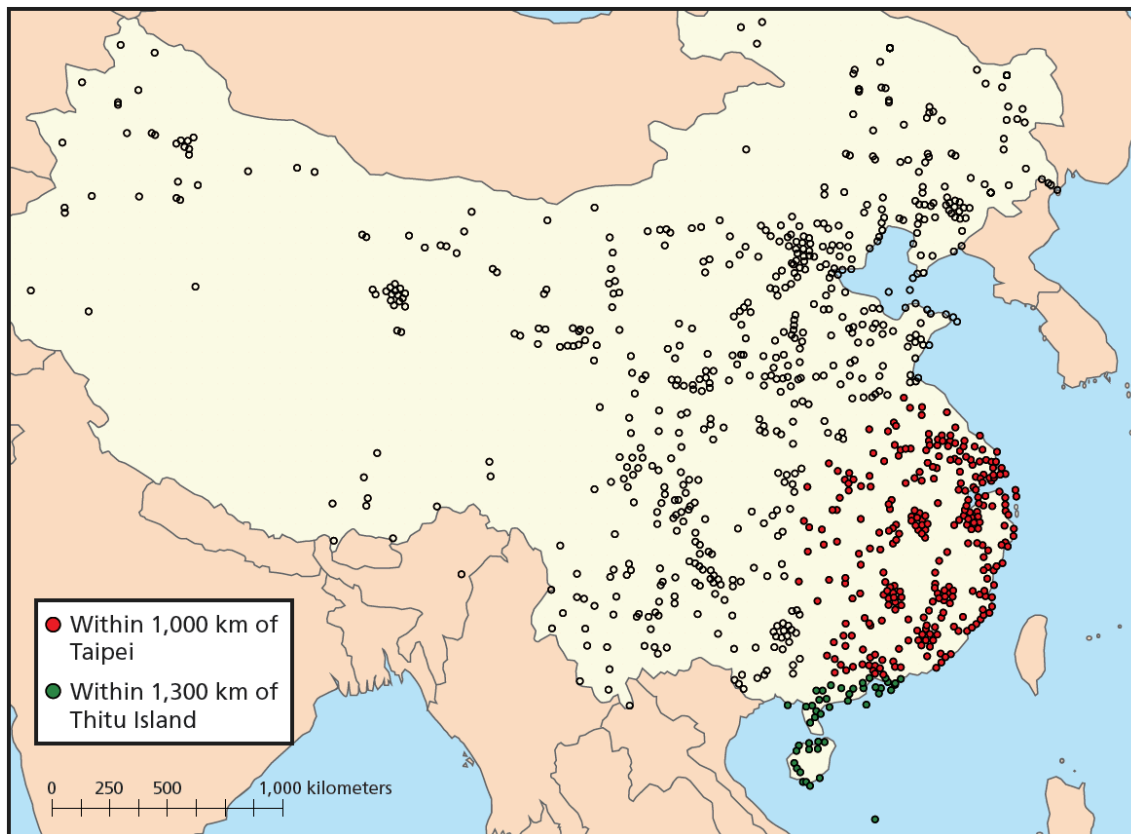 Within 1,000 km of
Taipei
Within 1,300 km of
Thitu Island
0 250 500 1,000 kilometers